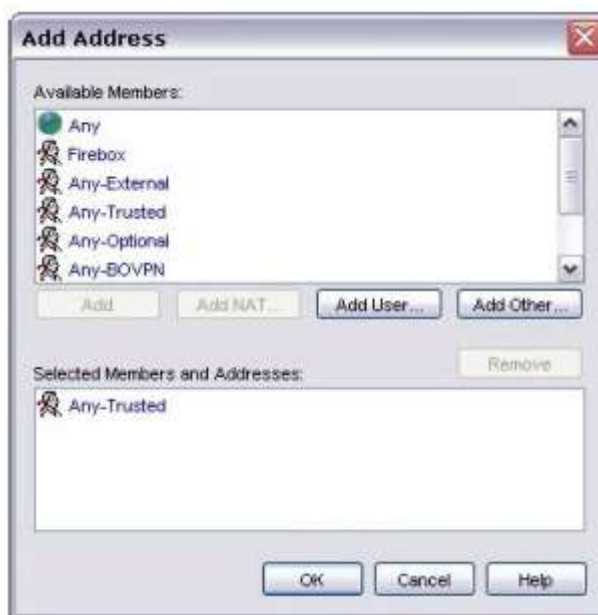 Add Address
Available Members:
Any
Firebox
Any-External
Any-Trusted
Any-Optional
Any-BOVPN
Add Add NAT... Add User... Add Other...
Remove
Selected Members and Addresses:
Any-Trusted
OK Cancel Help